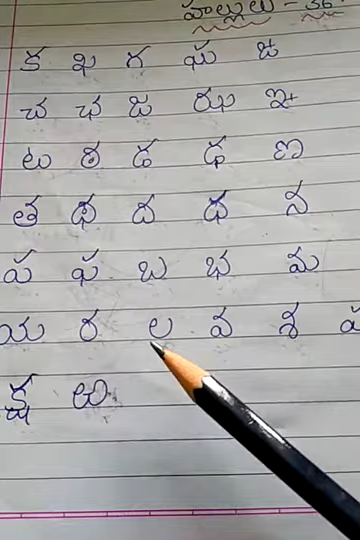 హల్లులు - 36
క ఖ గ ఘ ఙ
చ ఛ జ ఝ ఞ
ట ఠ డ ఢ ణ
త థ ద ధ న
ప ఫ బ భ మ
య ర ల వ శ
క్ష ఱ